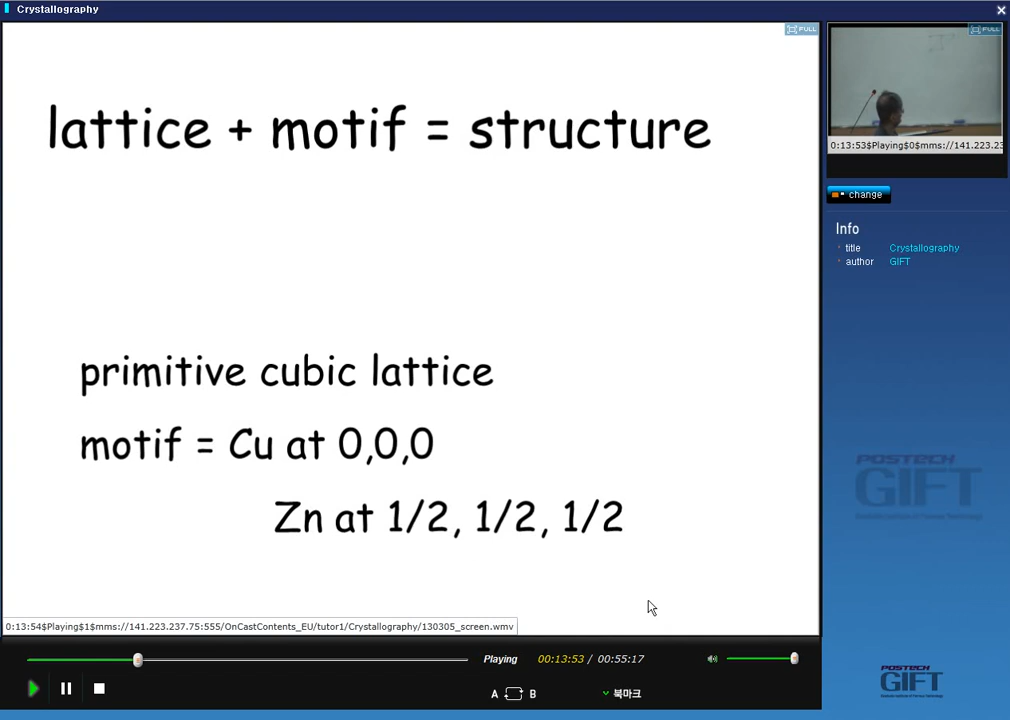 Crystallography
FULL
lattice + motif = structure
primitive cubic lattice
motif = Cu at 0,0,0
Zn at 1/2, 1/2, 1/2
0:13:54$Playing$1$mms://141.223.237.75:555/OnCastContents_EU/tutor1/Crystallography/130305_screen.wmv
Playing 00:13:53 / 00:55:17
A B 북마크
FULL
0:13:53$Playing$0$mms://141.223.23
change
Info
title Crystallography
author GIFT
POSTECH
GIFT
POSTECH
GIFT